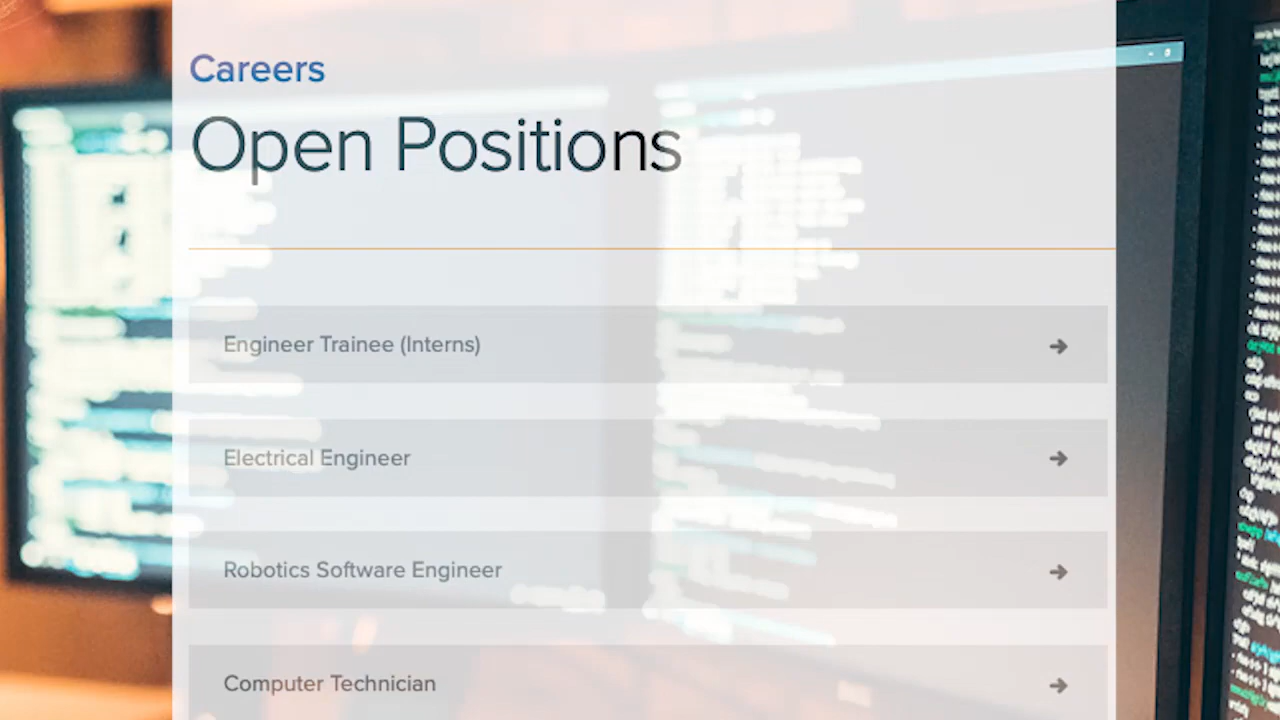 Careers
Open Positions
Engineer Trainee (Interns)
Electrical Engineer
Robotics Software Engineer
Computer Technician